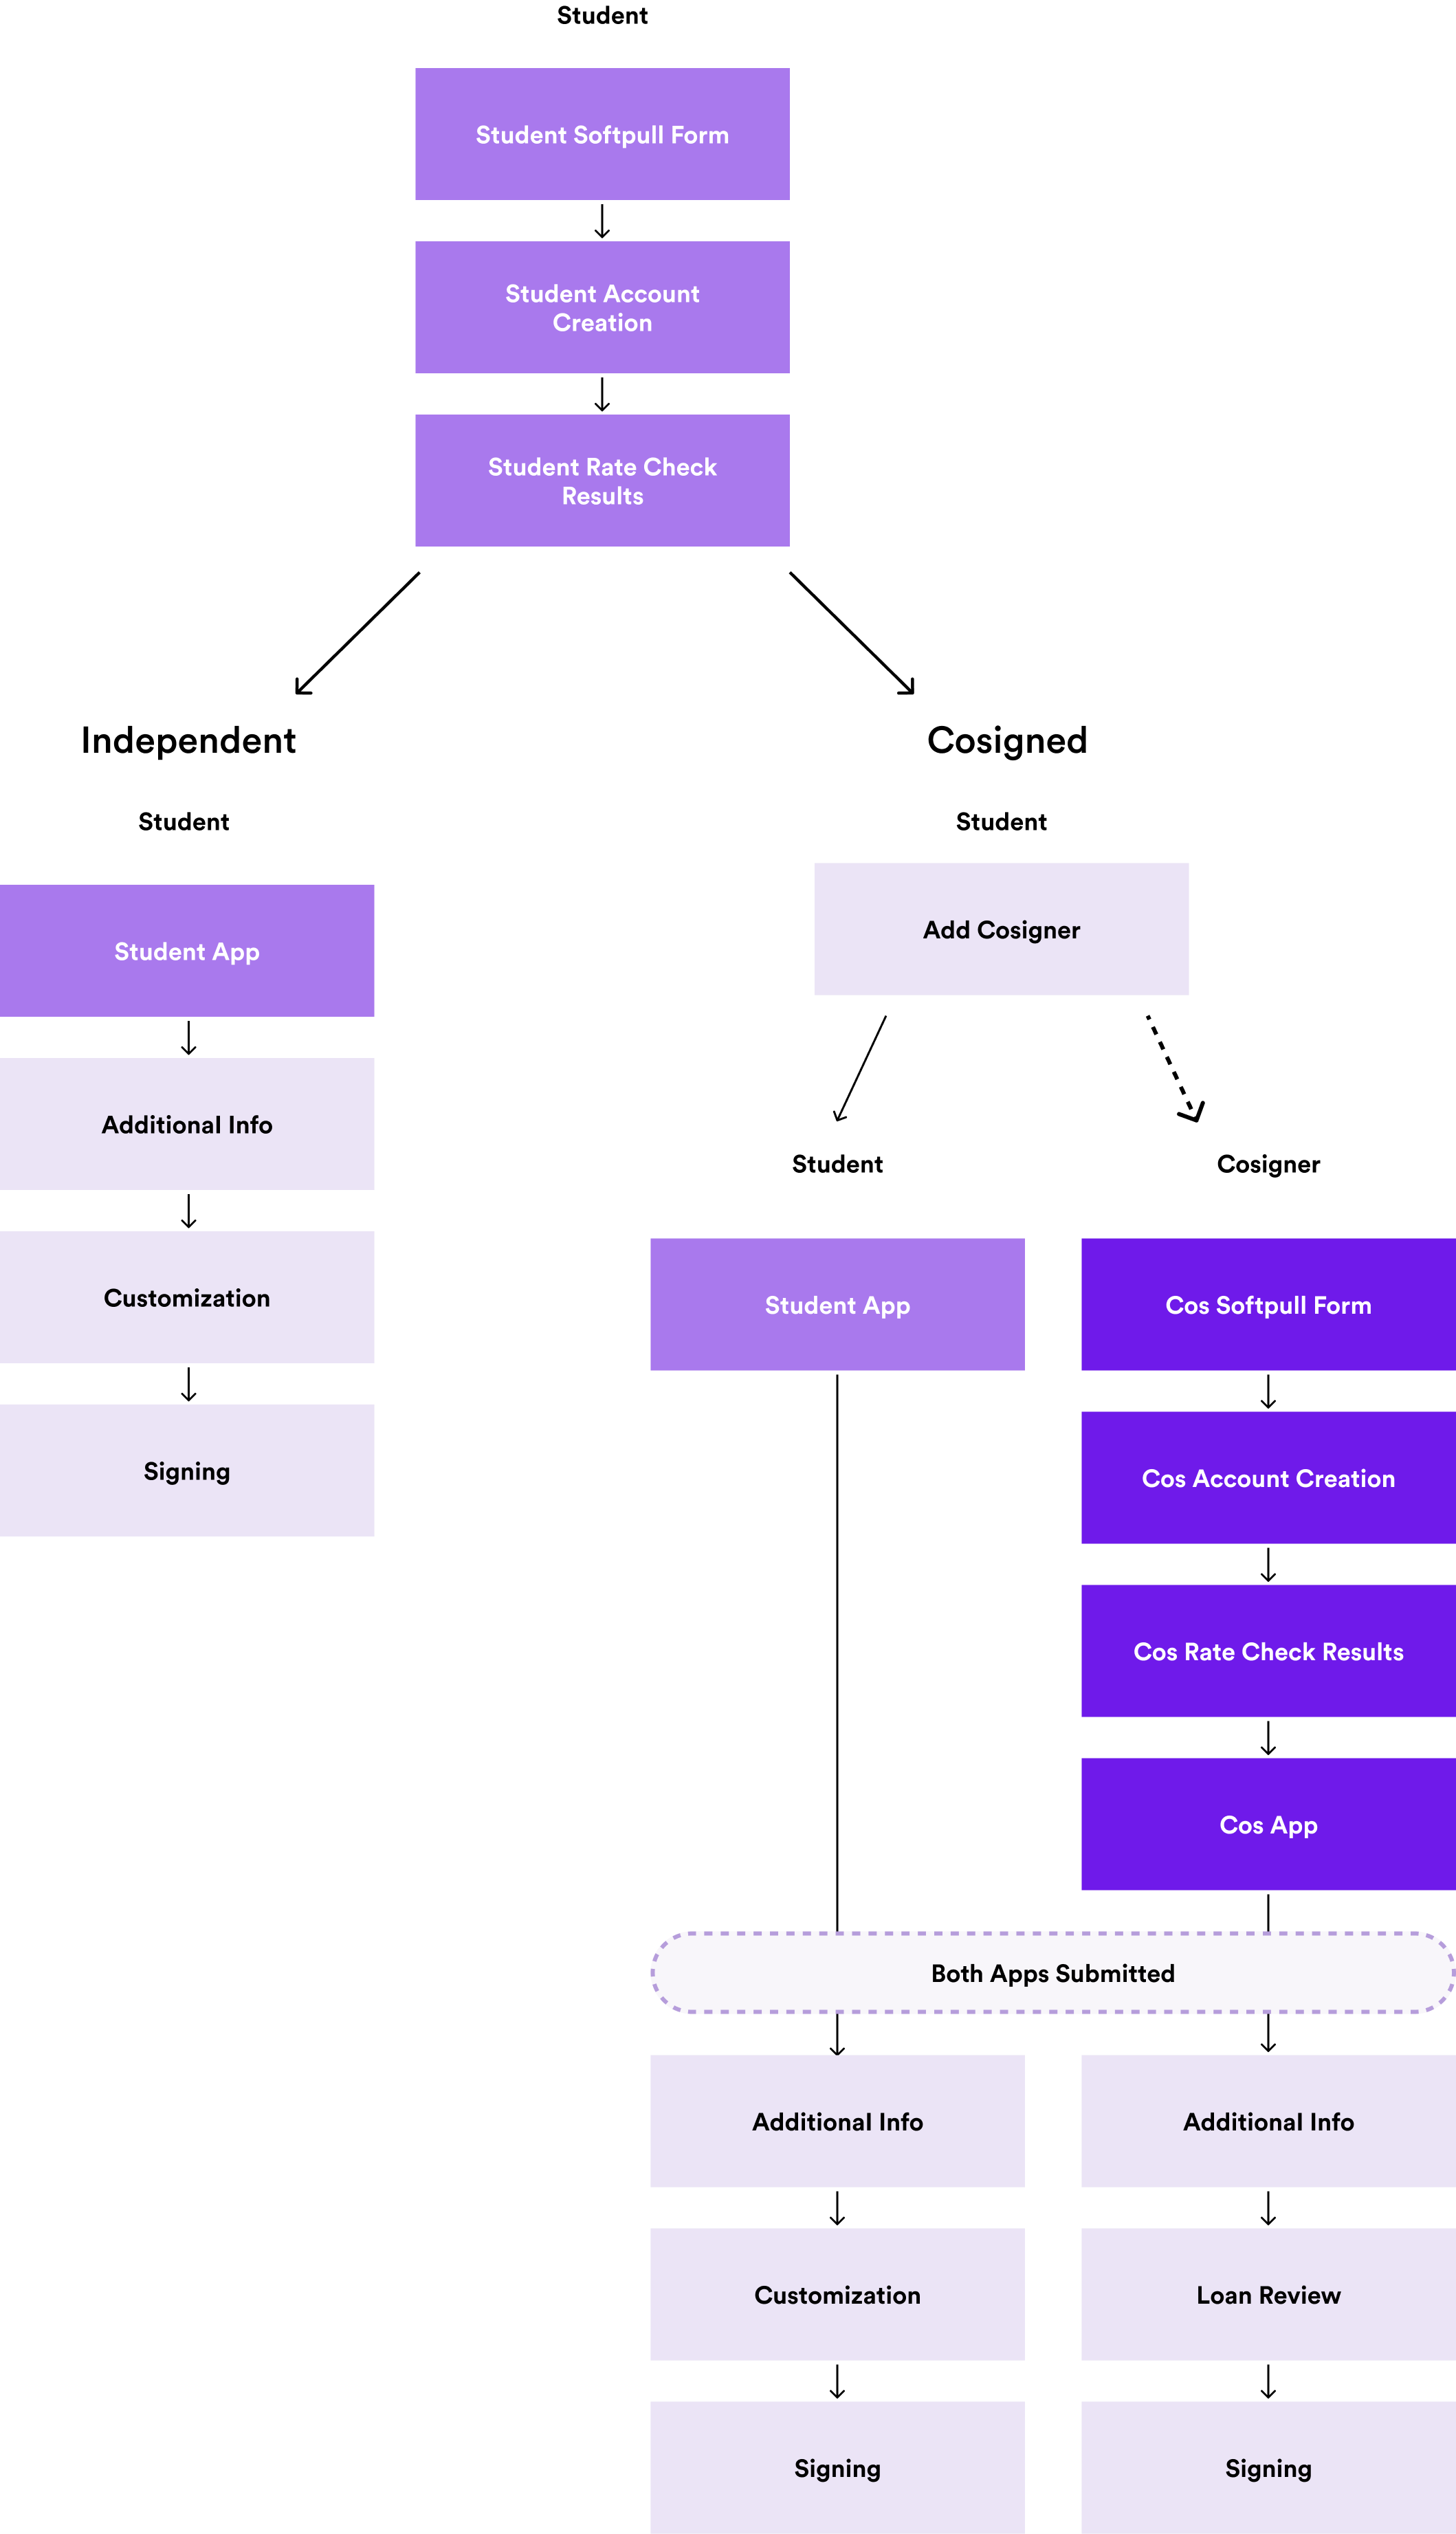 Student
Student Softpull Form
Student Account
Creation
Student Rate Check
Results
Independent
Student
Student App
Additional Info
Customization
Signing
Cosigned
Student
Add Cosigner
Student
Student App
Cosigner
Cos Softpull Form
Cos Account Creation
Cos Rate Check Results
Cos App
Both Apps Submitted
Additional Info
Customization
Signing
Additional Info
Loan Review
Signing